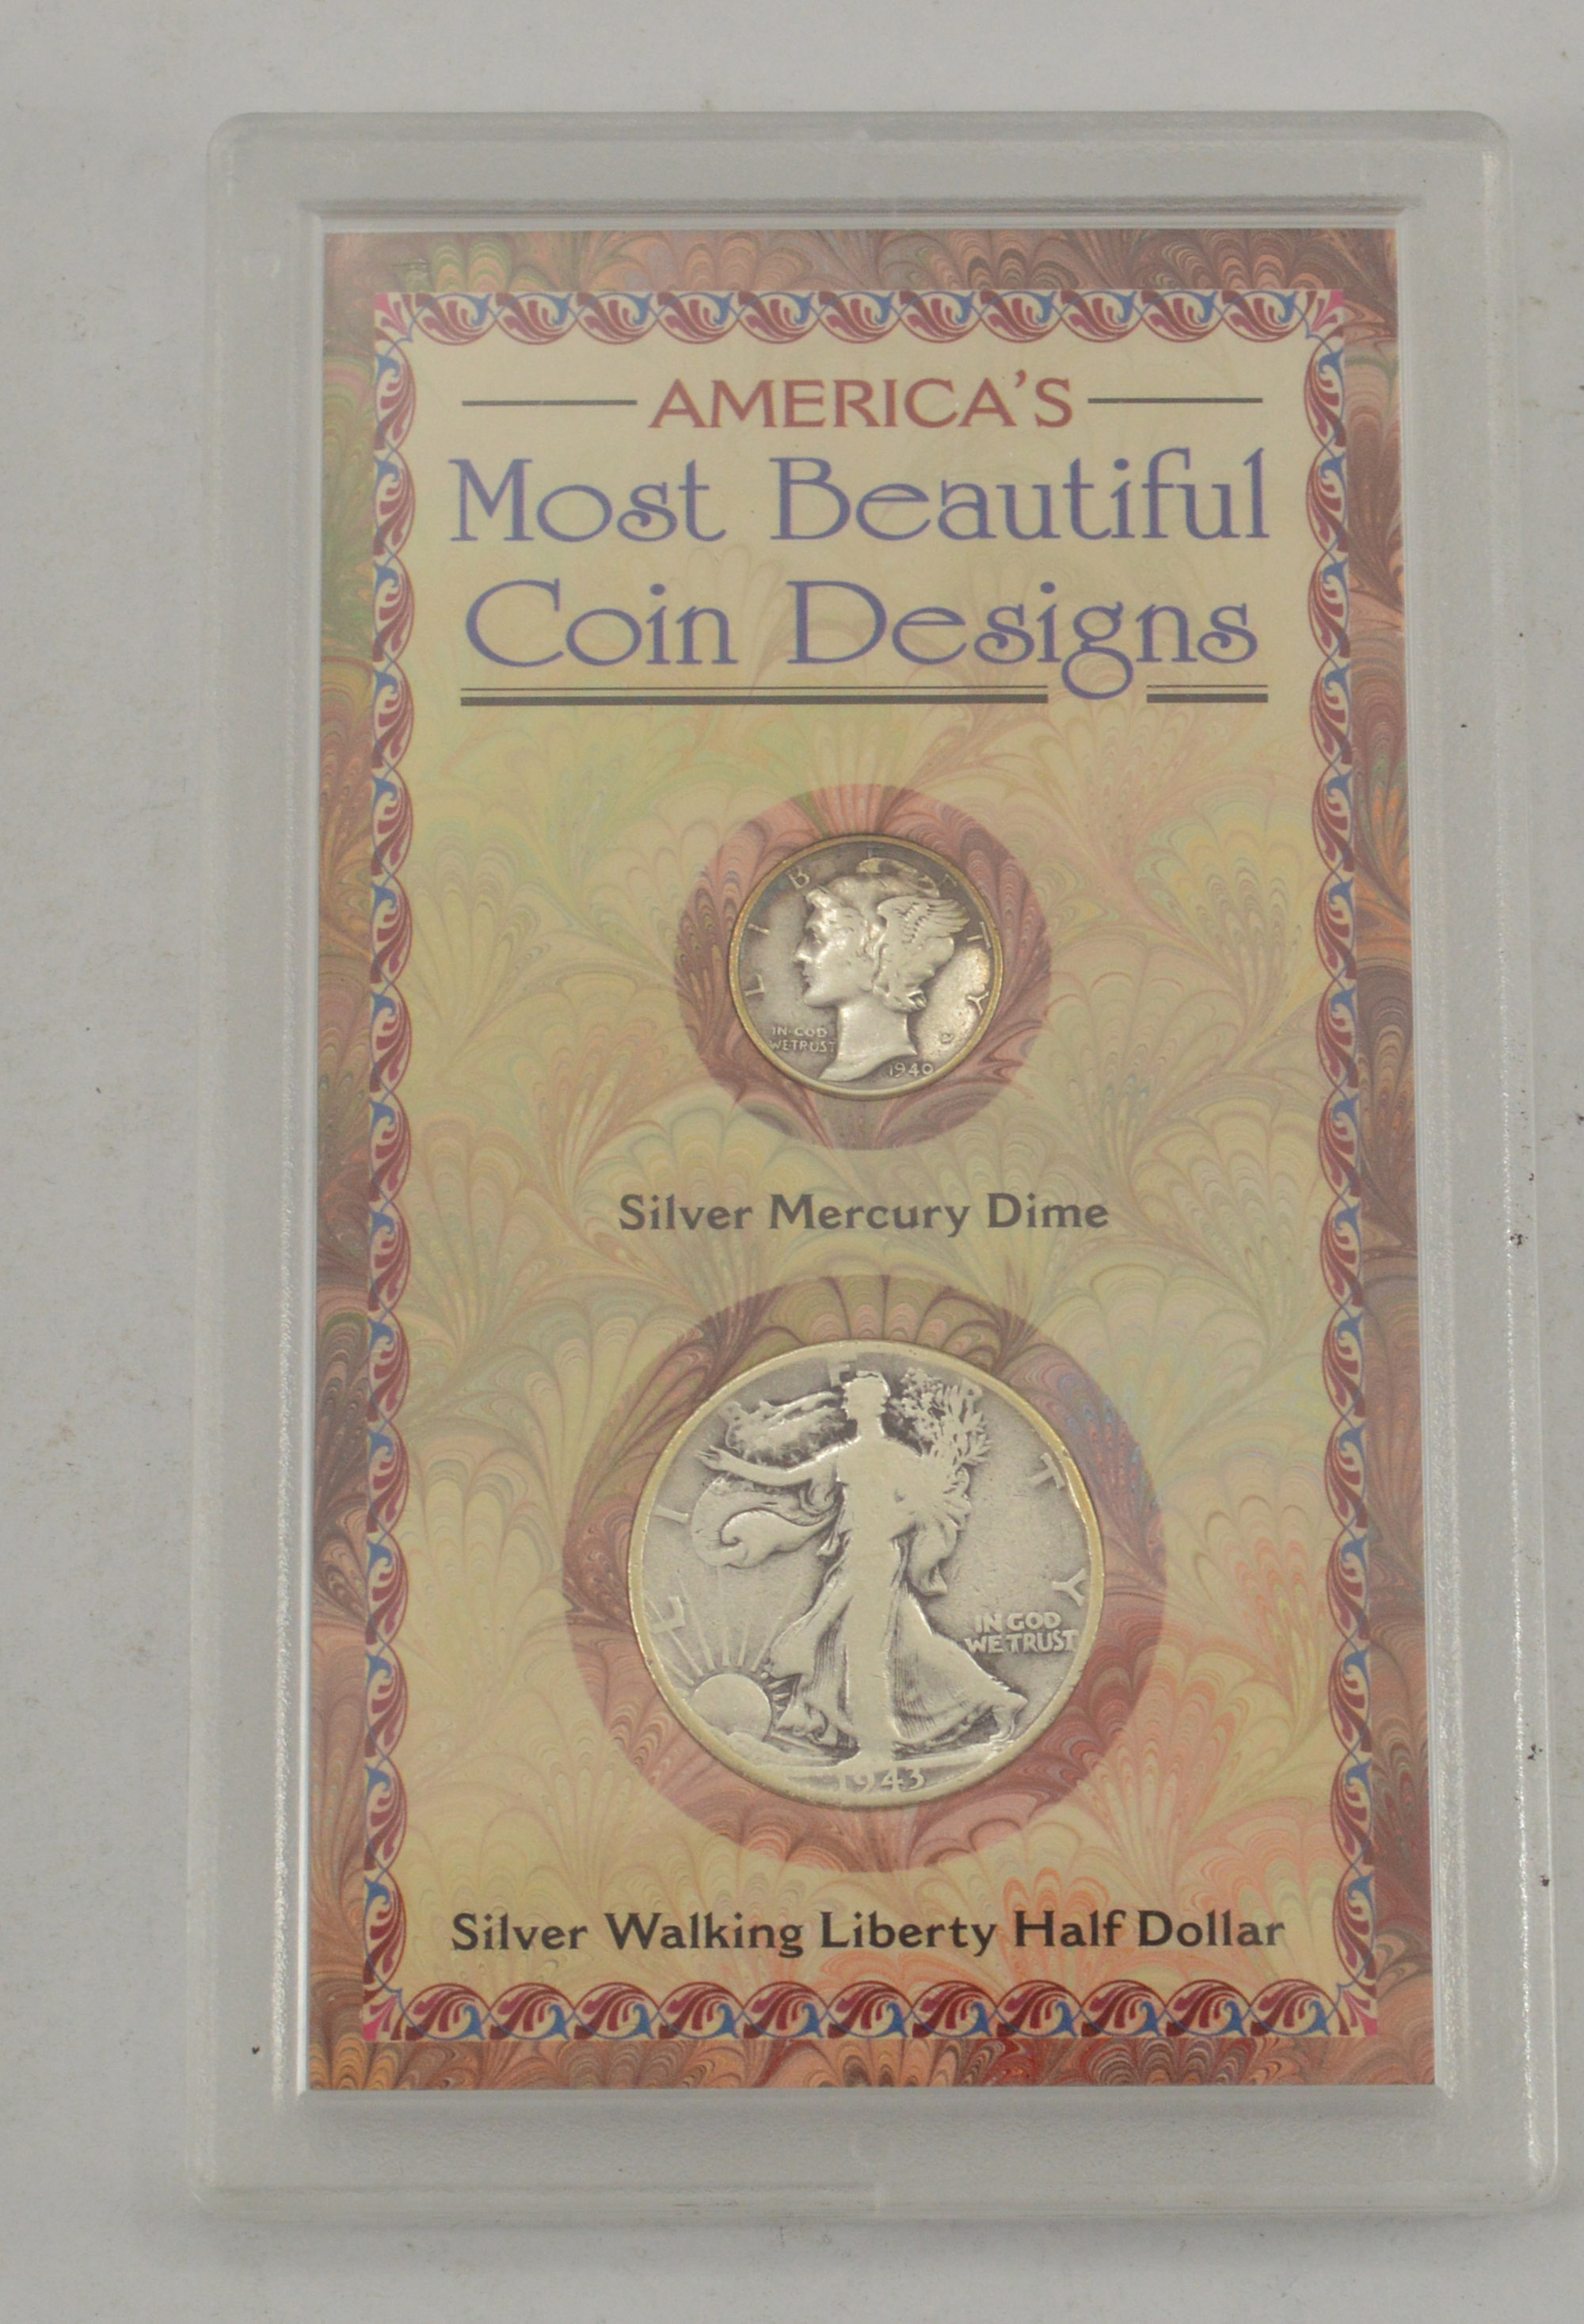 AMERICA'S
Most Beautiful
Coin Designs
LIBERTY
IN GOD
WE TRUST
1940
Silver Mercury Dime
LIBERTY
IN GOD
WE TRUST
1943
Silver Walking Liberty Half Dollar